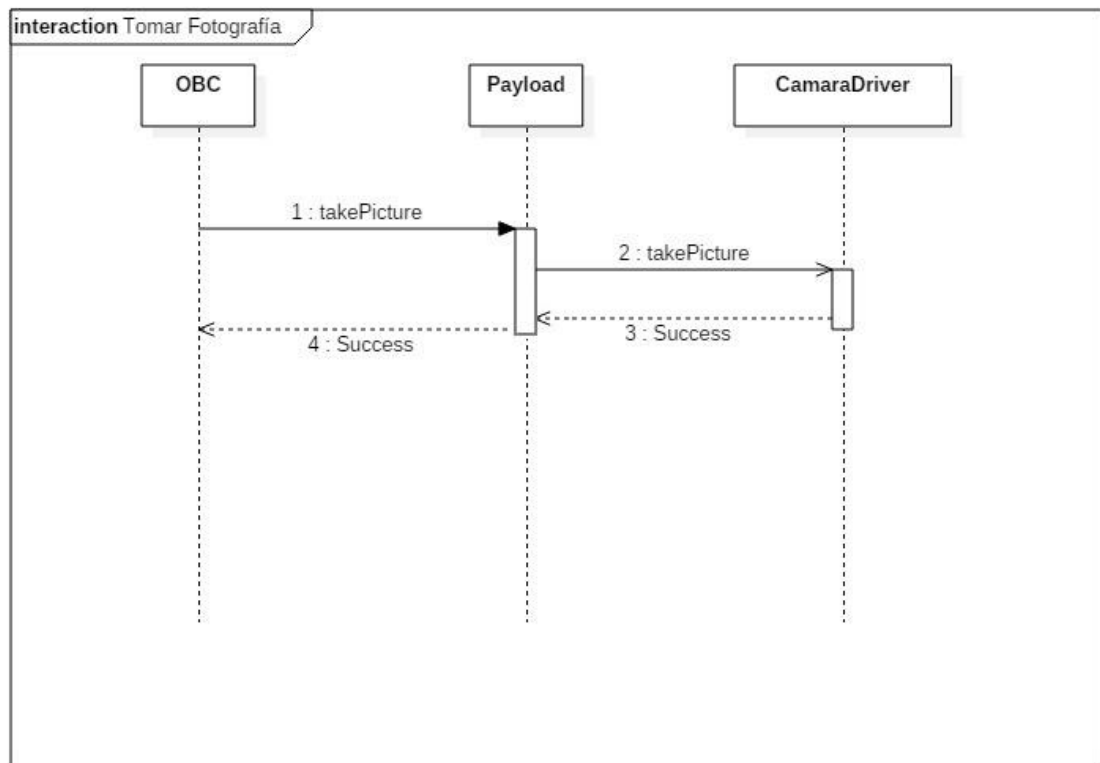 interaction Tomar Fotografía
OBC
Payload
CamaraDriver
1 : takePicture
2 : takePicture
3 : Success
4 : Success